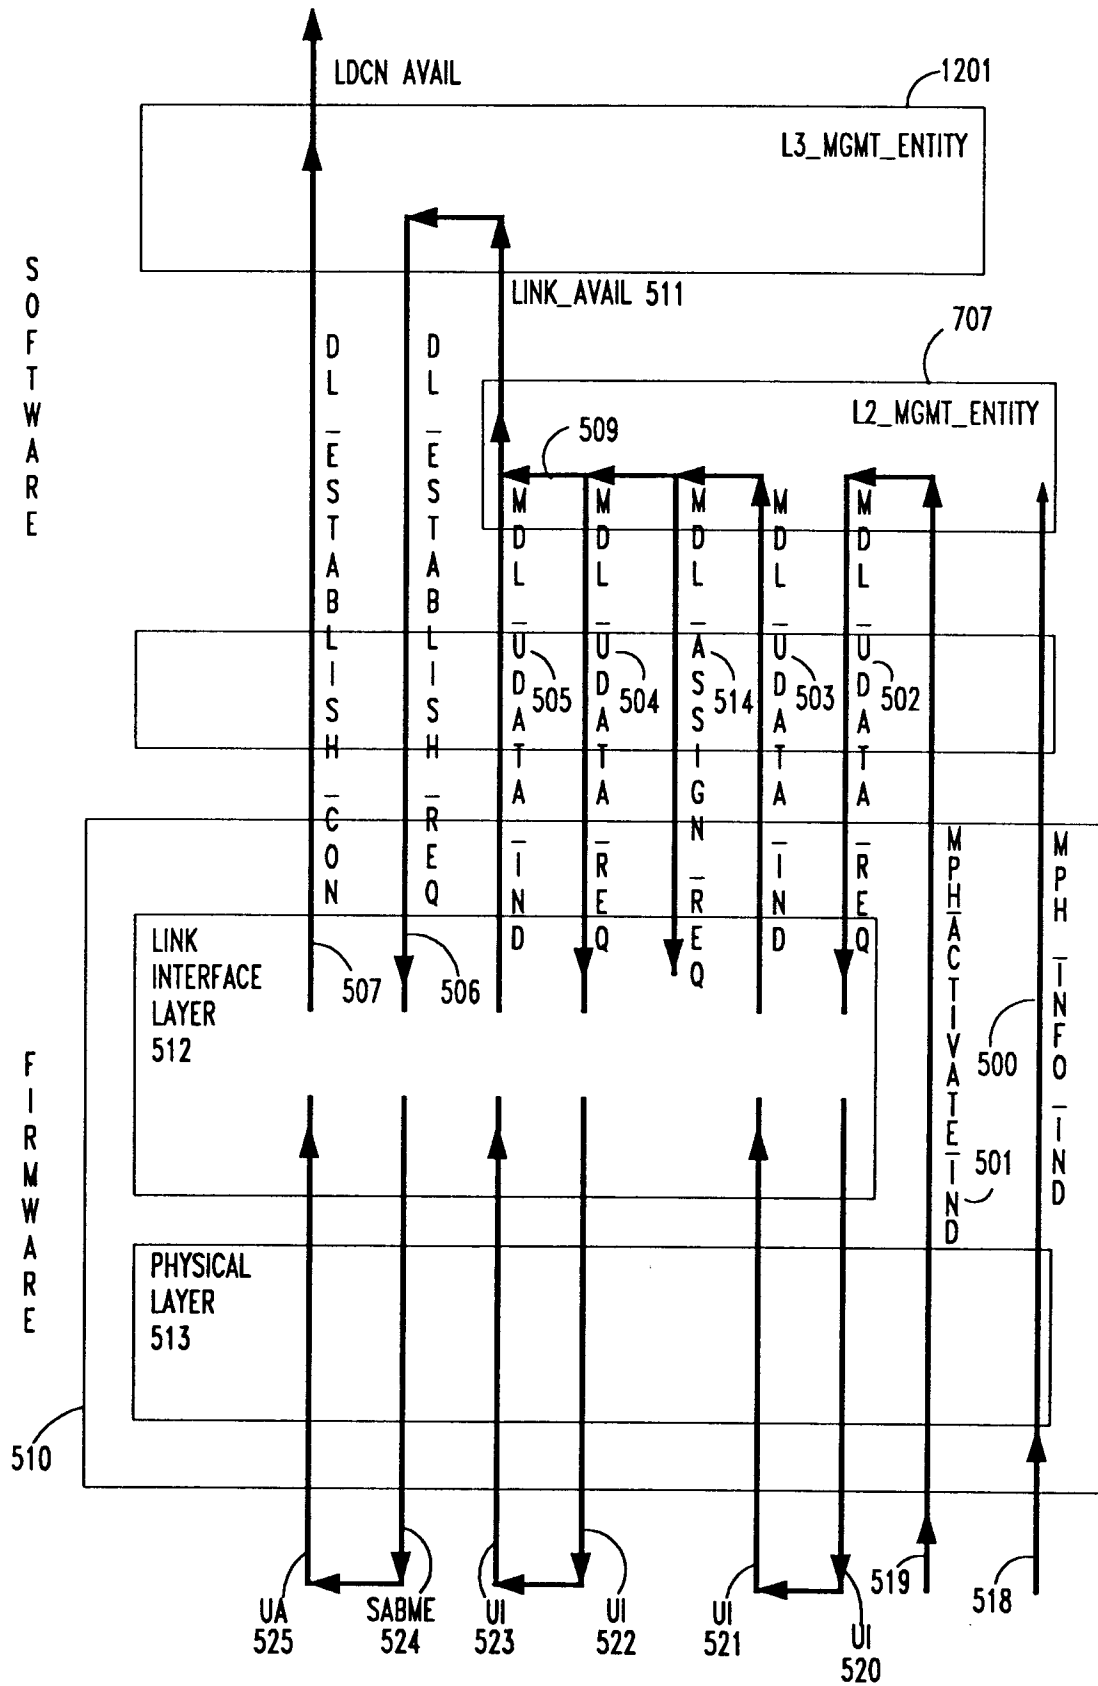 LDCN AVAIL
1201
L3_MGMT_ENTITY
SOFTWARE
LINK_AVAIL 511
707
L2_MGMT_ENTITY
509
DL_ESTABLISH_CON
DL_ESTABLISH_REQ
MDL_UDATA_IND
MDL_UDATA_REQ
MDL_ASSIGN_REQ
MDL_UDATA_IND
MDL_UDATA_REQ
505
504
514
503
502
MPH_ACTIVATE_IND
MPH_INFO_IND
LINK
INTERFACE
LAYER
512
507
506
500
501
FIRMWARE
PHYSICAL
LAYER
513
510
519
518
UA
525
SABME
524
UI
523
UI
522
UI
521
UI
520